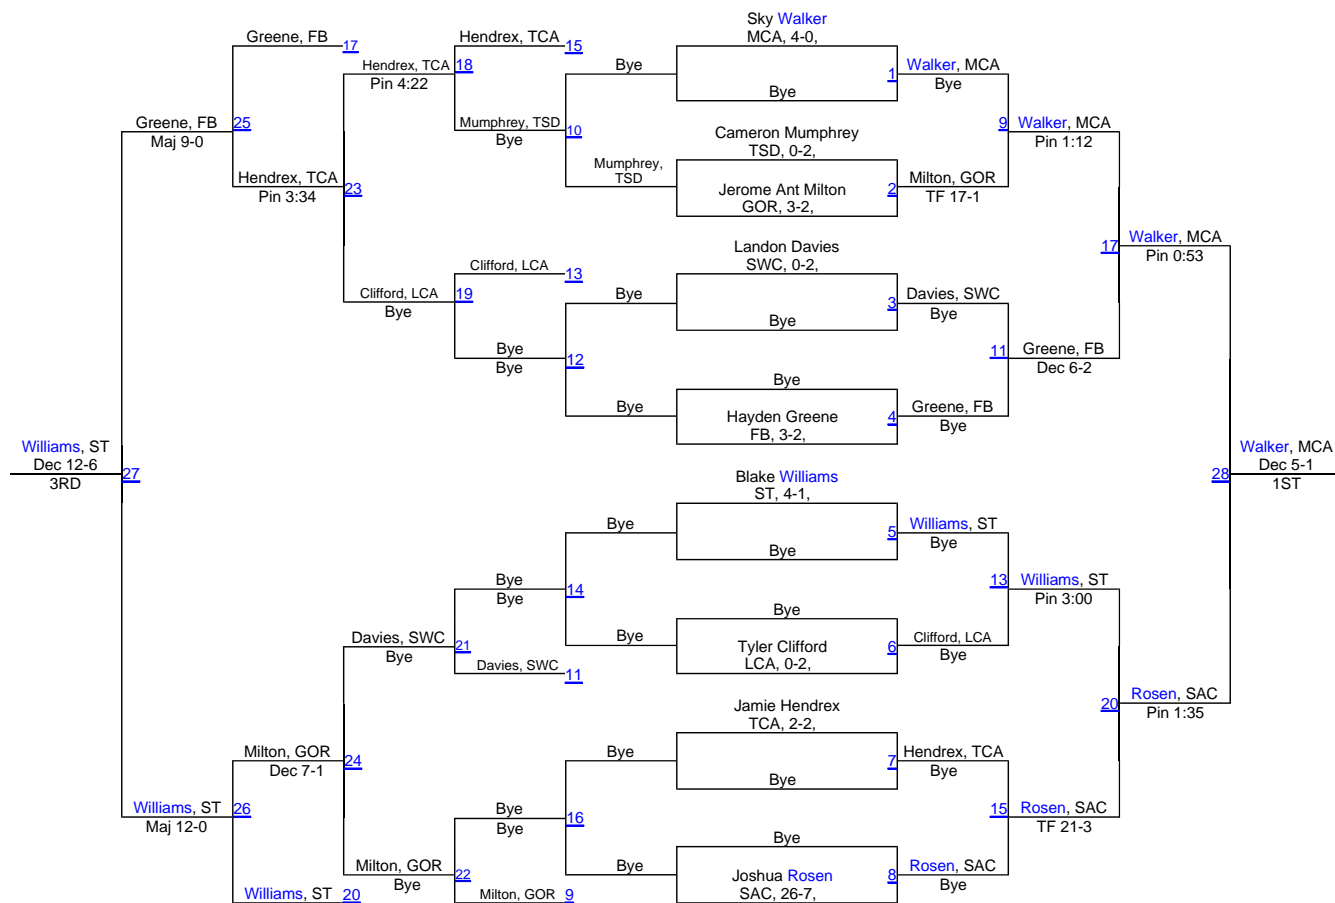 Sky Walker
MCA, 4-0,
Greene, FB
17
Hendrex, TCA
15
Bye
Hendrex, TCA
18
Pin 4:22
1
Walker, MCA
Bye
Bye
Greene, FB
25
Maj 9-0
Mumphrey, TSD
10
Bye
Cameron Mumphrey
TSD, 0-2,
9
Walker, MCA
Pin 1:12
Mumphrey,
TSD
Hendrex, TCA
23
Pin 3:34
Jerome Ant Milton
GOR, 3-2,
2
Milton, GOR
TF 17-1
Landon Davies
SWC, 0-2,
17
Walker, MCA
Pin 0:53
Clifford, LCA
13
Bye
Clifford, LCA
19
Bye
3
Davies, SWC
Bye
Bye
Bye
12
Bye
11
Greene, FB
Dec 6-2
Bye
Bye
Hayden Greene
FB, 3-2,
4
Greene, FB
Bye
Williams, ST
Dec 12-6
27
3RD
Walker, MCA
28
Dec 5-1
1ST
Blake Williams
ST, 4-1,
Bye
5
Williams, ST
Bye
Bye
Bye
14
Bye
13
Williams, ST
Pin 3:00
Bye
Davies, SWC
21
Bye
Bye
Tyler Clifford
LCA, 0-2,
6
Clifford, LCA
Bye
Davies, SWC
11
20
Rosen, SAC
Pin 1:35
Jamie Hendrex
TCA, 2-2,
Milton, GOR
24
Dec 7-1
Bye
7
Hendrex, TCA
Bye
Bye
Williams, ST
26
Maj 12-0
Bye
16
Bye
15
Rosen, SAC
TF 21-3
Bye
Milton, GOR
22
Bye
Bye
Joshua Rosen
SAC, 26-7,
8
Rosen, SAC
Bye
Williams, ST
20
Milton, GOR
9